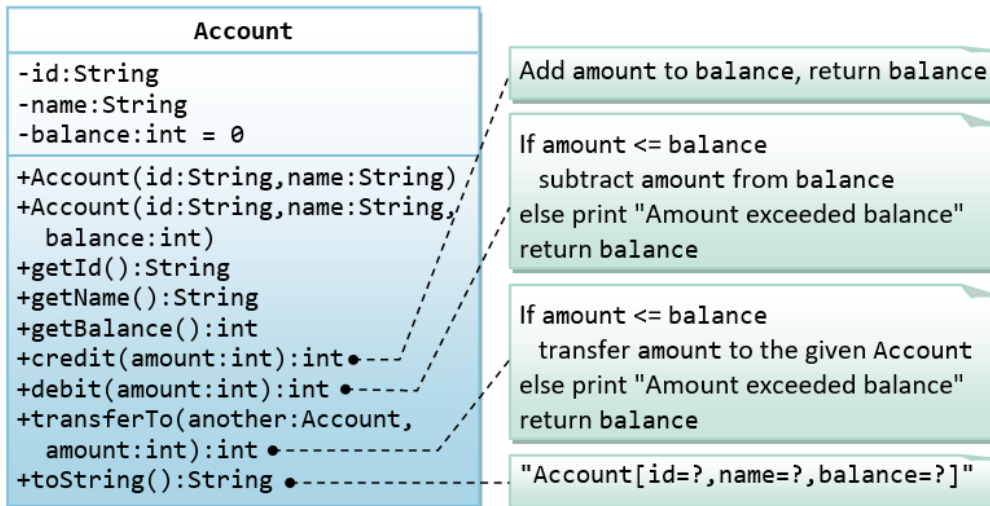 Account
-id:String
-name:String
-balance:int = 0
+Account(id:String,name:String)
+Account(id:String,name:String,
balance:int)
+getId():String
+getName():String
+getBalance():int
+credit(amount:int):int
+debit(amount:int):int
+transferTo(another:Account,
amount:int):int
+toString():String
Add amount to balance, return balance
If amount <= balance
subtract amount from balance
else print "Amount exceeded balance"
return balance
If amount <= balance
transfer amount to the given Account
else print "Amount exceeded balance"
return balance
"Account[id=?,name=?,balance=?]"